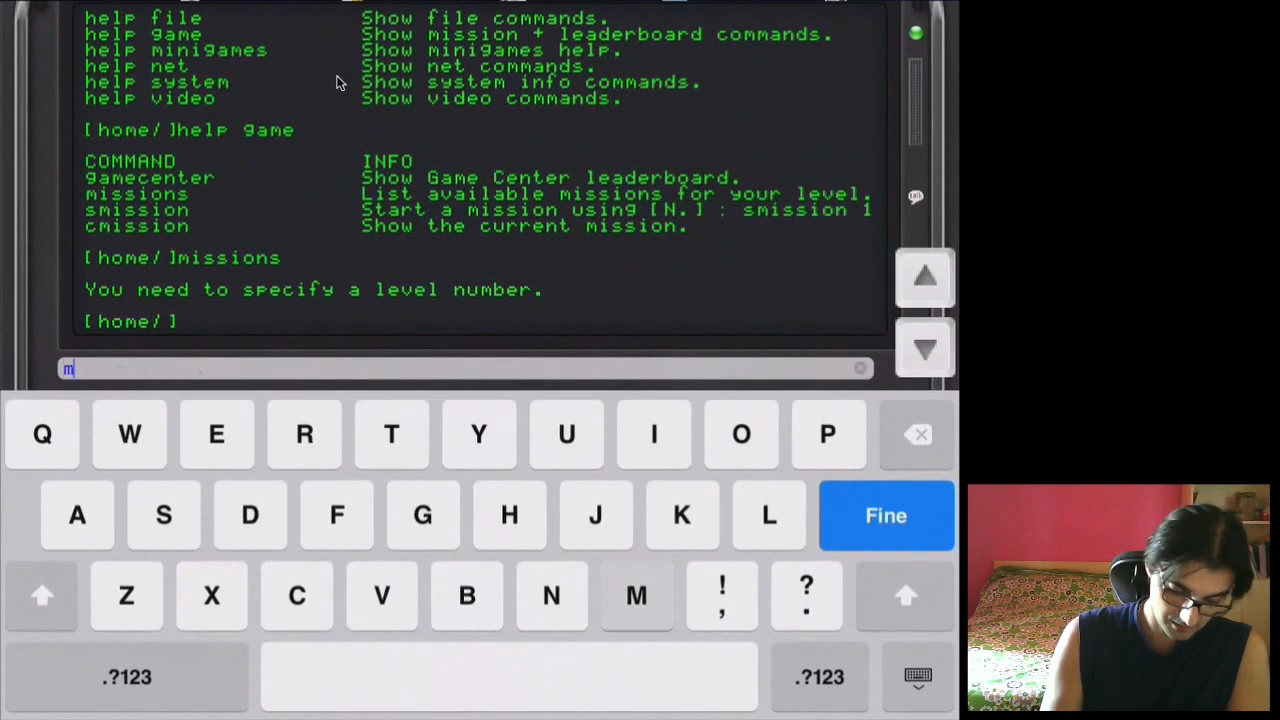 help file Show file commands.
help game Show mission + leaderboard commands.
help minigames Show minigames help.
help net Show net commands.
help system Show system info commands.
help video Show video commands.
[home/]help game
COMMAND INFO
gamecenter Show Game Center leaderboard.
missions List available missions for your level.
smission Start a mission using [N.] : smission 1
cmission Show the current mission.
[home/]missions
You need to specify a level number.
[home/]
m
talk
Q W E R T Y U I O P
A S D F G H J K L Fine
Z X C V B N M ! , ? .
.?123 .?123